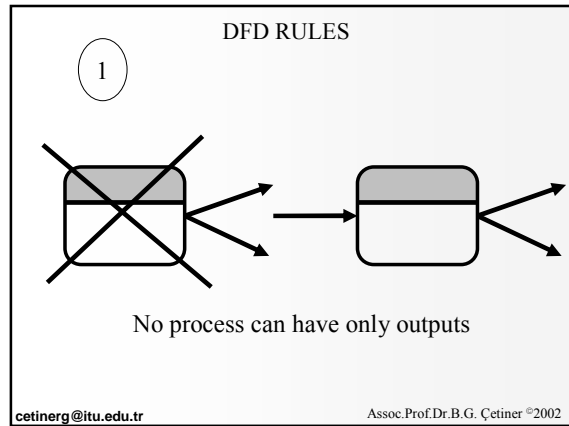 DFD RULES
1
No process can have only outputs
cetinerg@itu.edu.tr
Assoc.Prof.Dr.B.G. Çetiner ©2002